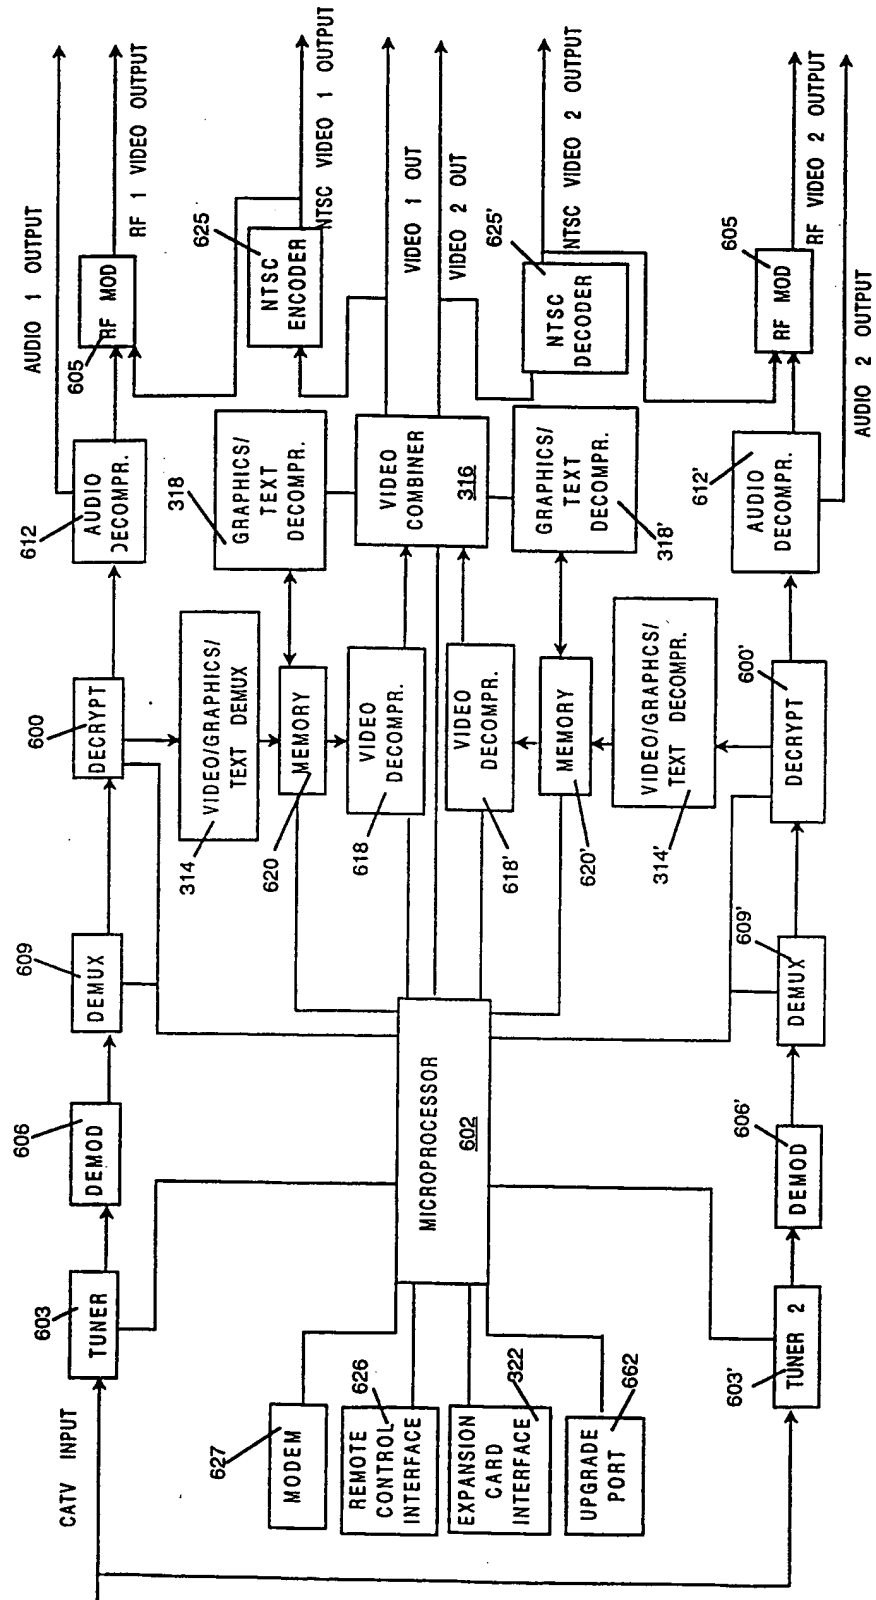 CATV INPUT
603
TUNER
606
DEMOD
609
DEMUX
600
DECRYPT
612
AUDIO
DECOMPR.
605
RF MOD
AUDIO 1 OUTPUT
RF 1 VIDEO OUTPUT
314
VIDEO/GRAPHICS/
TEXT DEMUX
318
GRAPHICS/
TEXT
DECOMPR.
625
NTSC
ENCODER
NTSC VIDEO 1 OUTPUT
627
MODEM
620
MEMORY
626
REMOTE
CONTROL
INTERFACE
618
VIDEO
DECOMPR.
MICROPROCESSOR
602
VIDEO
COMBINER
316
VIDEO 1 OUT
VIDEO 2 OUT
322
EXPANSION
CARD
INTERFACE
618'
VIDEO
DECOMPR.
625'
NTSC
DECODER
NTSC VIDEO 2 OUTPUT
662
UPGRADE
PORT
620'
MEMORY
318'
GRAPHICS/
TEXT
DECOMPR.
314'
VIDEO/GRAPHCS/
TEXT DECOMPR.
603'
TUNER 2
606'
DEMOD
609'
DEMUX
600'
DECRYPT
612'
AUDIO
DECOMPR.
605
RF MOD
RF VIDEO 2 OUTPUT
AUDIO 2 OUTPUT